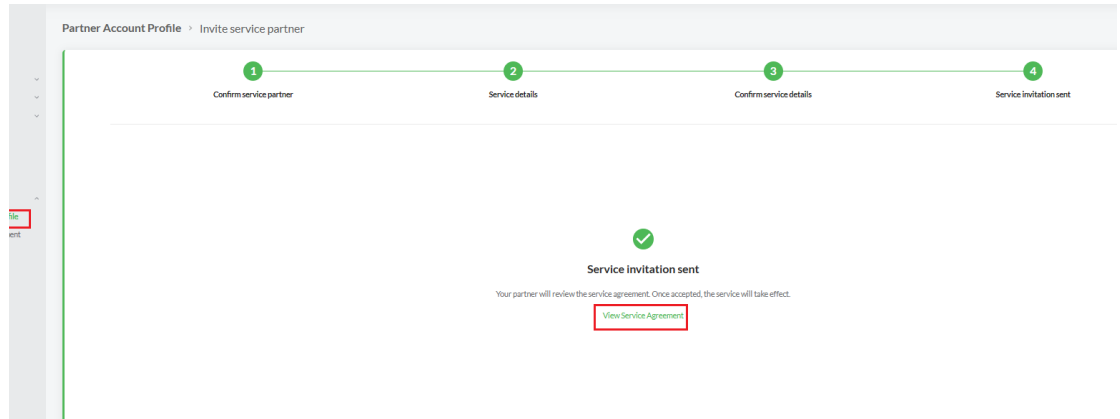 Partner Account Profile > Invite service partner
1 2 3 4
Confirm service partner Service details Confirm service details Service invitation sent
Service invitation sent
Your partner will review the service agreement. Once accepted, the service will take effect.
View Service Agreement